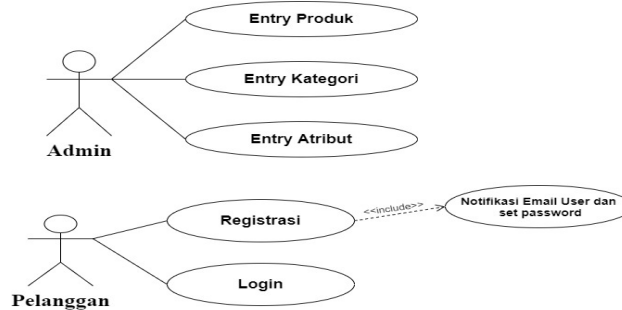 Entry Produk
Entry Kategori
Entry Atribut
Admin
Registrasi
<<include>>
Notifikasi Email User dan
set password
Login
Pelanggan